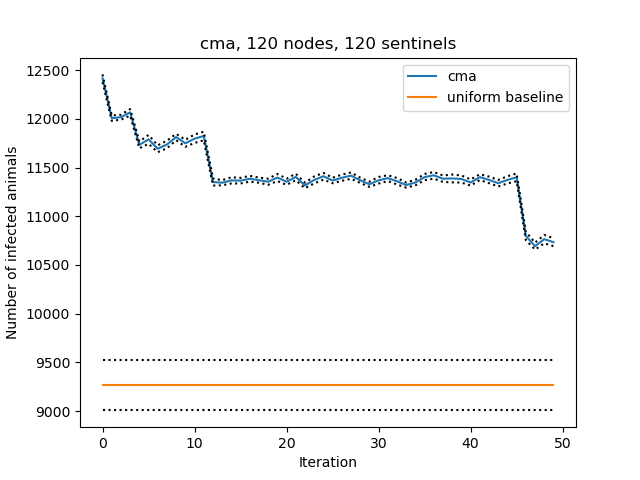 cma, 120 nodes, 120 sentinels
cma
uniform baseline
Number of infected animals
12500
12000
11500
11000
10500
10000
9500
9000
0 10 20 30 40 50
Iteration